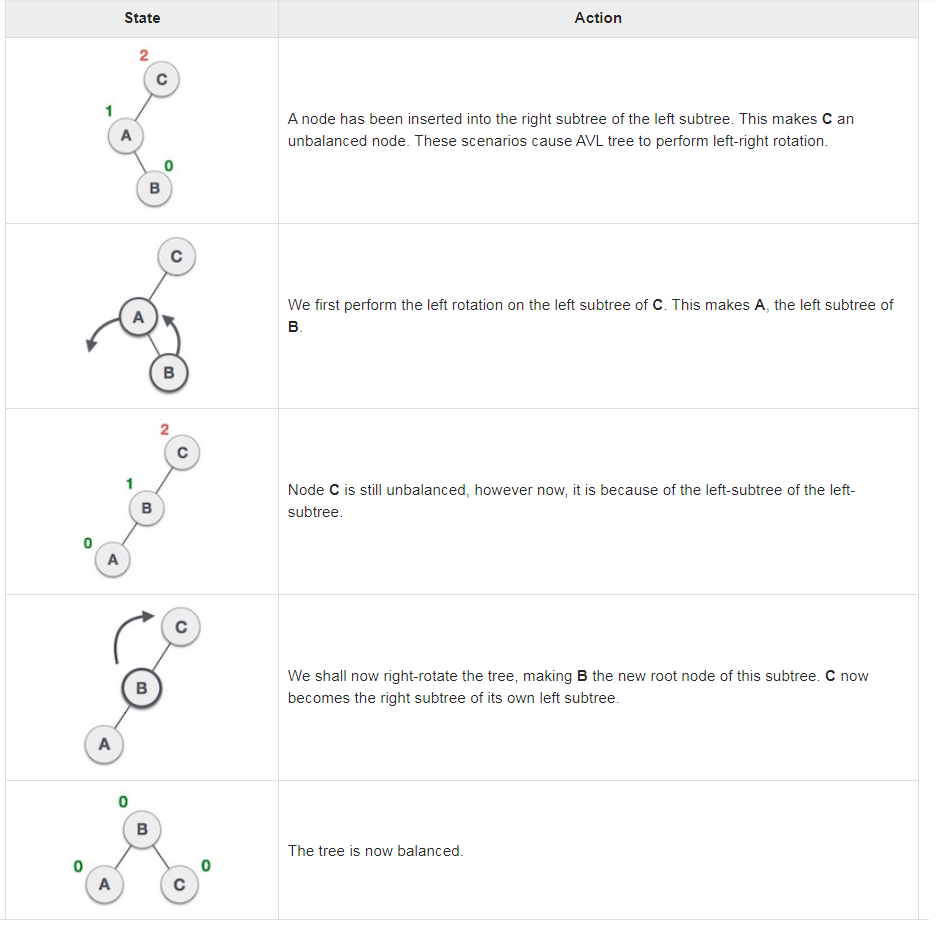 State Action
2
C
1
A
0
B
A node has been inserted into the right subtree of the left subtree. This makes C an
unbalanced node. These scenarios cause AVL tree to perform left-right rotation.
C
A
B
We first perform the left rotation on the left subtree of C. This makes A, the left subtree of
B.
2
C
1
B
0
A
Node C is still unbalanced, however now, it is because of the left-subtree of the left-
subtree.
C
B
A
We shall now right-rotate the tree, making B the new root node of this subtree. C now
becomes the right subtree of its own left subtree.
0
B
0 0
A C
The tree is now balanced.